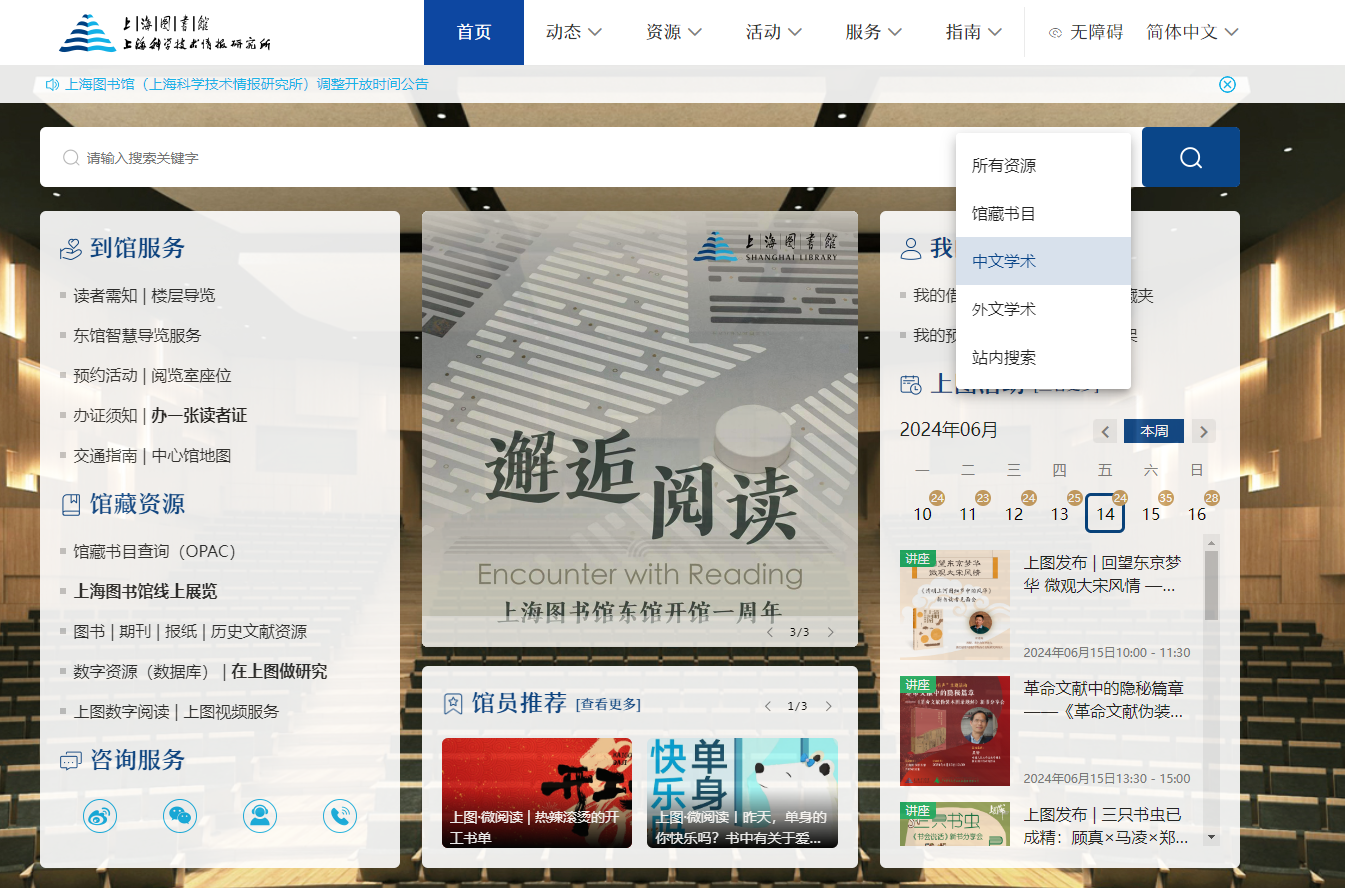 上海图书馆
上海科学技术情报研究所
首页 动态 资源 活动 服务 指南 无障碍 简体中文
上海图书馆（上海科学技术情报研究所）调整开放时间公告
请输入搜索关键字
所有资源
馆藏书目
中文学术
外文学术
站内搜索
到馆服务
读者需知 | 楼层导览
东馆智慧导览服务
预约活动 | 阅览室座位
办证须知 | 办一张读者证
交通指南 | 中心馆地图
馆藏资源
馆藏书目查询（OPAC）
上海图书馆线上展览
图书 | 期刊 | 报纸 | 历史文献资源
数字资源（数据库） | 在上图做研究
上图数字阅读 | 上图视频服务
咨询服务
上海图书馆
SHANGHAI LIBRARY
邂逅
阅读
Encounter with Reading
上海图书馆东馆开馆一周年
3/3
馆员推荐 [查看更多]
1/3
上图·微阅读 | 热辣滚烫的开
工书单
快乐
单身
上图·微阅读丨昨天，单身的
你快乐吗？书中有关于爱...
我的借
藏夹
我的预
架
上图活动
2024年06月
本周
一 二 三 四 五 六 日
24 23 24 25 24 35 28
10 11 12 13 14 15 16
讲座
上图发布 | 回望东京梦
华 微观大宋风情 —...
2024年06月15日10:00 - 11:30
讲座
革命文献中的隐秘篇章
——《革命文献伪装...
2024年06月15日13:30 - 15:00
讲座
三只书虫
上图发布 | 三只书虫已
成精：顾真×马凌×郑...